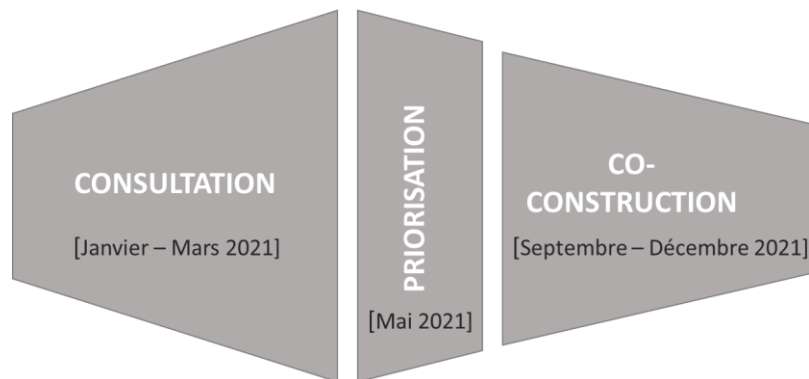 CONSULTATION
[Janvier – Mars 2021]
PRIORISATION
[Mai 2021]
CO-
CONSTRUCTION
[Septembre – Décembre 2021]